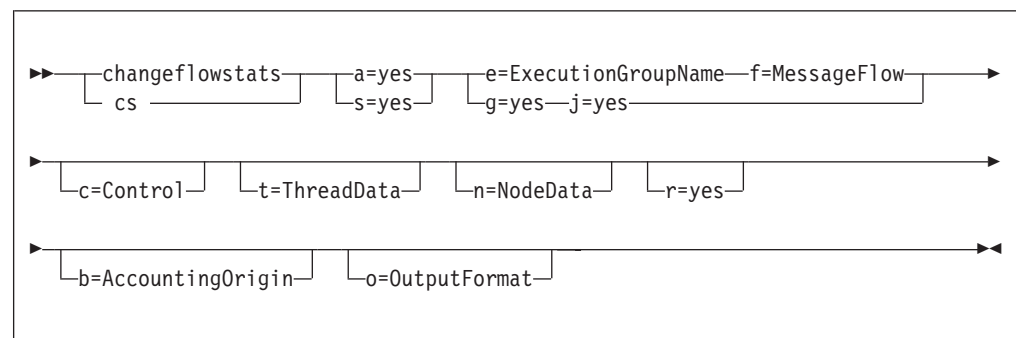 changeflowstats a=yes e=ExecutionGroupName f=MessageFlow
cs s=yes g=yes j=yes
c=Control t=ThreadData n=NodeData r=yes
b=AccountingOrigin o=OutputFormat